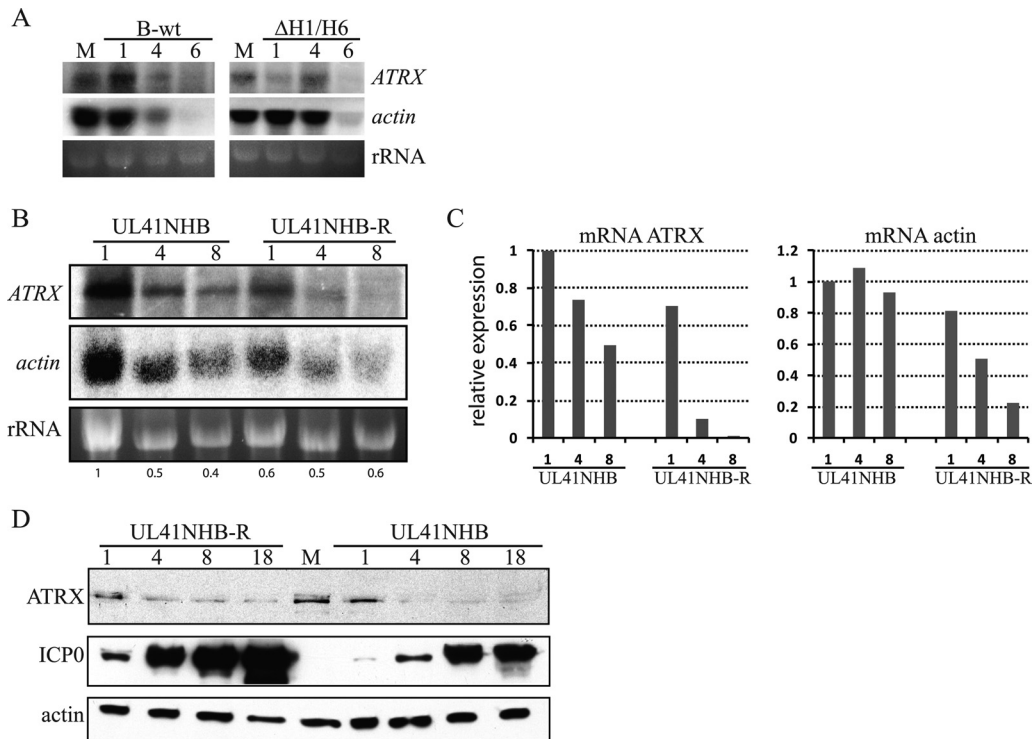 A
B-wt ΔH1/H6
M 1 4 6 M 1 4 6
ATRX
actin
rRNA
B
UL41NHB UL41NHB-R
1 4 8 1 4 8
ATRX
actin
rRNA
1 0.5 0.4 0.6 0.5 0.6
C
mRNA ATRX
relative expression
1
0.8
0.6
0.4
0.2
0
1 4 8 1 4 8
UL41NHB UL41NHB-R
mRNA actin
1.2
1
0.8
0.6
0.4
0.2
0
1 4 8 1 4 8
UL41NHB UL41NHB-R
D
UL41NHB-R UL41NHB
1 4 8 18 M 1 4 8 18
ATRX
ICP0
actin